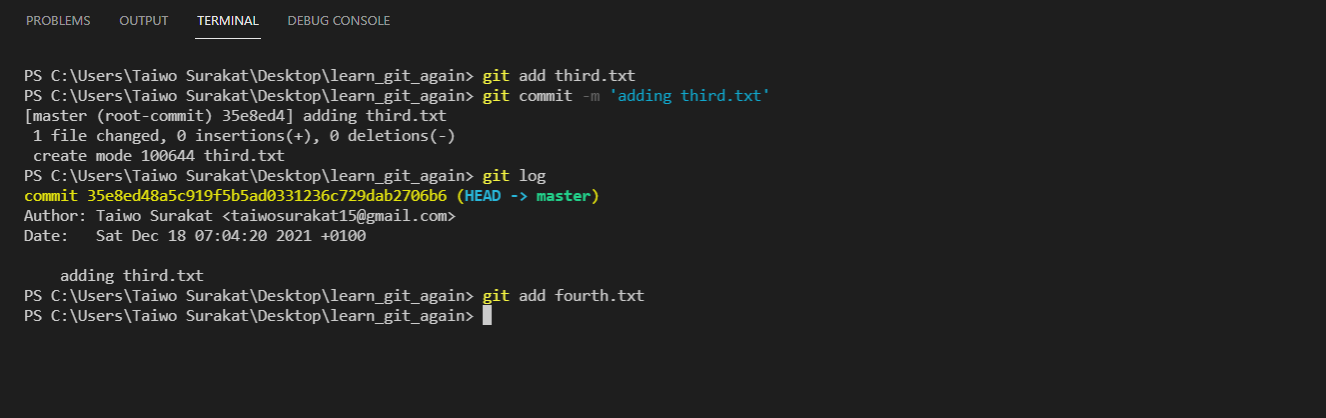 PROBLEMS OUTPUT TERMINAL DEBUG CONSOLE
PS C:\Users\Taiwo Surakat\Desktop\learn_git_again> git add third.txt
PS C:\Users\Taiwo Surakat\Desktop\learn_git_again> git commit -m 'adding third.txt'
[master (root-commit) 35e8ed4] adding third.txt
 1 file changed, 0 insertions(+), 0 deletions(-)
 create mode 100644 third.txt
PS C:\Users\Taiwo Surakat\Desktop\learn_git_again> git log
commit 35e8ed48a5c919f5b5ad0331236c729dab2706b6 (HEAD -> master)
Author: Taiwo Surakat <taiwosurakat15@gmail.com>
Date:   Sat Dec 18 07:04:20 2021 +0100
    adding third.txt
PS C:\Users\Taiwo Surakat\Desktop\learn_git_again> git add fourth.txt
PS C:\Users\Taiwo Surakat\Desktop\learn_git_again>